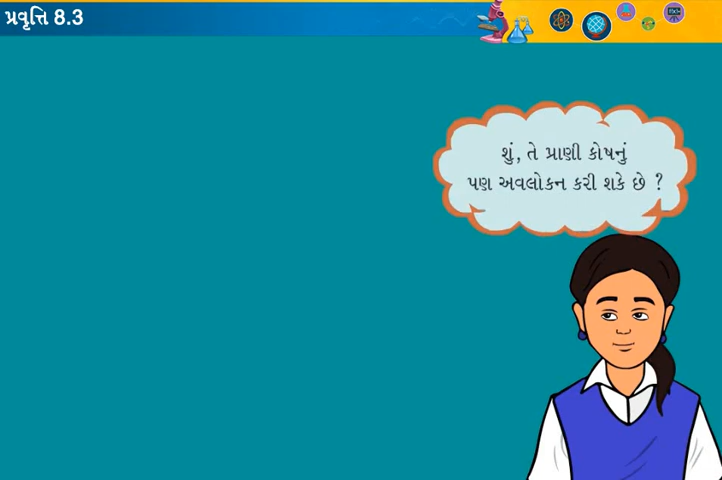 પ્રવૃત્તિ 8.3
શું, તે પ્રાણી કોષનું
પણ અવલોકન કરી શકે છે ?